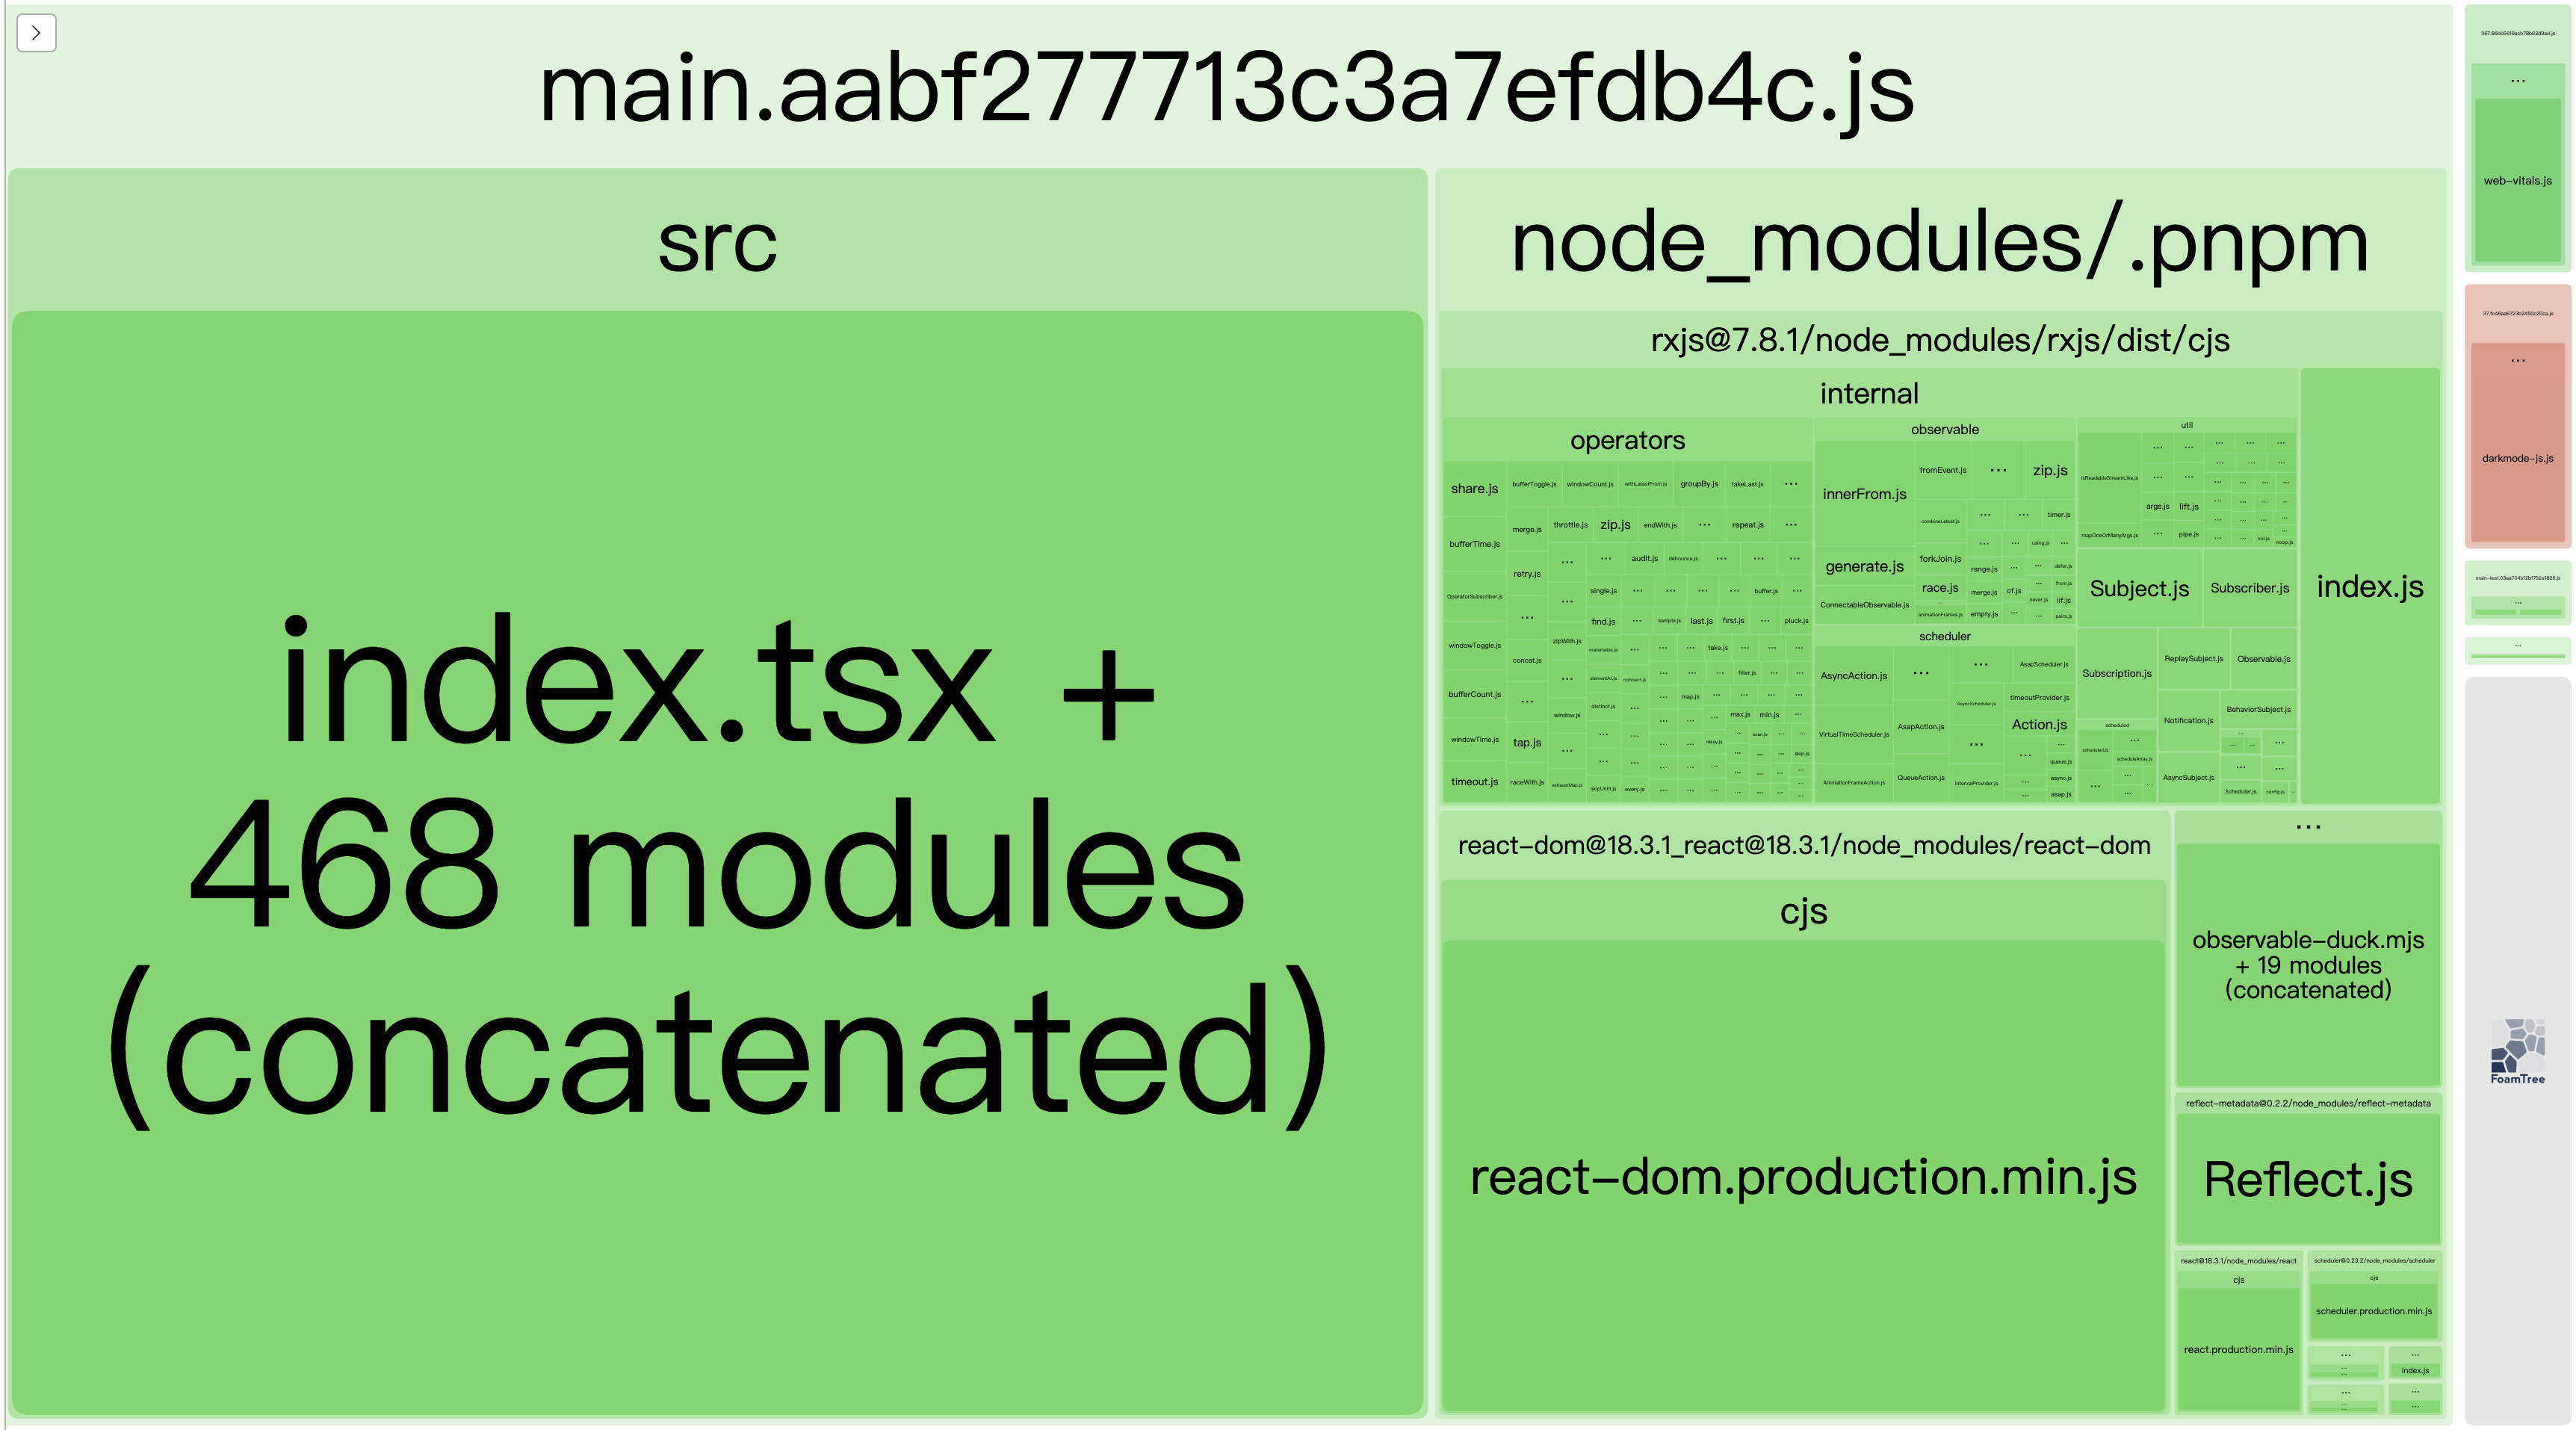 main.aabf277713c3a7efdb4c.js
src
index.tsx +
468 modules
(concatenated)
node_modules/.pnpm
rxjs@7.8.1/node_modules/rxjs/dist/cjs
internal
operators
share.js
bufferToggle.js
windowCount.js
withLatestFrom.js
groupBy.js
takeLast.js
...
bufferTime.js
merge.js
throttle.js
zip.js
endWith.js
...
repeat.js
...
retry.js
...
...
audit.js
debounce.js
...
...
...
OperatorSubscriber.js
...
...
single.js
...
...
...
buffer.js
...
find.js
...
sample.js
last.js
first.js
...
pluck.js
windowToggle.js
concat.js
zipWith.js
materialize.js
...
...
...
take.js
...
...
...
bufferCount.js
...
...
elementAt.js
connect.js
...
...
...
filter.js
...
...
window.js
distinct.js
...
...
map.js
...
...
...
...
windowTime.js
tap.js
...
...
...
...
...
...
max.js
min.js
...
delay.js
...
scan.js
...
...
skip.js
timeout.js
raceWith.js
exhaustMap.js
skipUntil.js
every.js
observable
innerFrom.js
fromEvent.js
...
zip.js
combineLatest.js
...
...
timer.js
generate.js
forkJoin.js
...
...
using.js
...
race.js
range.js
...
...
defer.js
ConnectableObservable.js
...
merge.js
of.js
...
from.js
never.js
iif.js
animationFrames.js
empty.js
...
...
pairs.js
scheduler
AsyncAction.js
...
...
AsapScheduler.js
AsyncScheduler.js
timeoutProvider.js
VirtualTimeScheduler.js
AsapAction.js
...
Action.js
...
...
queue.js
AnimationFrameAction.js
QueueAction.js
intervalProvider.js
...
async.js
...
asap.js
util
isReadableStreamLike.js
...
...
...
...
...
args.js
lift.js
mapOneOrManyArgs.js
...
pipe.js
not.js
noop.js
Subject.js
Subscriber.js
Subscription.js
ReplaySubject.js
Observable.js
Notification.js
BehaviorSubject.js
scheduled
scheduled.js
...
scheduleArray.js
...
...
...
AsyncSubject.js
...
...
...
...
...
...
Scheduler.js
config.js
index.js
react-dom@18.3.1_react@18.3.1/node_modules/react-dom
cjs
react-dom.production.min.js
...
observable-duck.mjs
+ 19 modules
(concatenated)
reflect-metadata@0.2.2/node_modules/reflect-metadata
Reflect.js
react@18.3.1/node_modules/react
cjs
react.production.min.js
scheduler@0.23.2/node_modules/scheduler
cjs
scheduler.production.min.js
...
...
...
...
index.js
...
...
...
...
...
...
web-vitals.js
...
darkmode-js.js
...
...
FoamTree